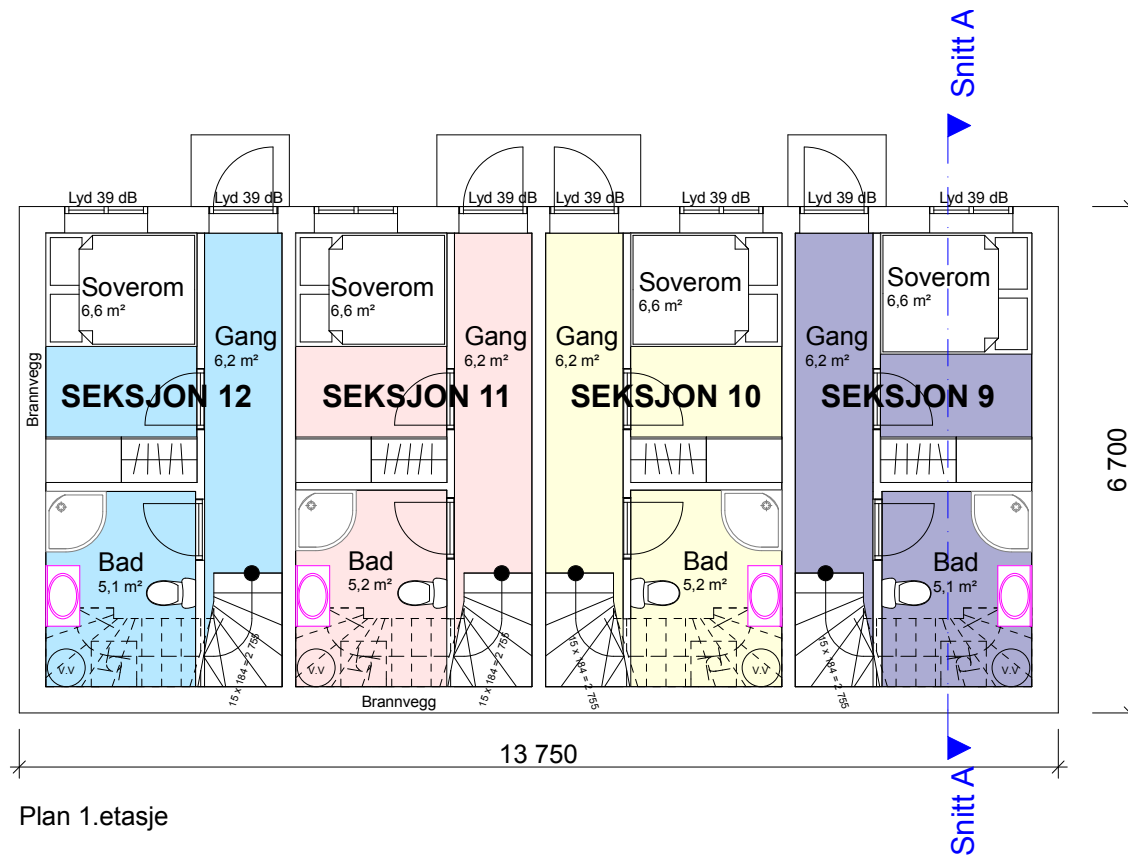 Snitt A
Lyd 39 dB
Lyd 39 dB
Lyd 39 dB
Lyd 39 dB
Lyd 39 dB
Lyd 39 dB
Lyd 39 dB
Soverom
6,6 m²
Soverom
6,6 m²
Soverom
6,6 m²
Soverom
6,6 m²
Gang
6,2 m²
Gang
6,2 m²
Gang
6,2 m²
Gang
6,2 m²
Brannvegg
SEKSJON 12
SEKSJON 11
SEKSJON 10
SEKSJON 9
6 700
Bad
5,1 m²
Bad
5,2 m²
Bad
5,2 m²
Bad
5,1 m²
15 x 184 = 2 755
15 x 184 = 2 755
15 x 184 = 2 755
15 x 184 = 2 755
V.V
V.V
V.V
V.V
Brannvegg
13 750
Snitt A
Plan 1.etasje